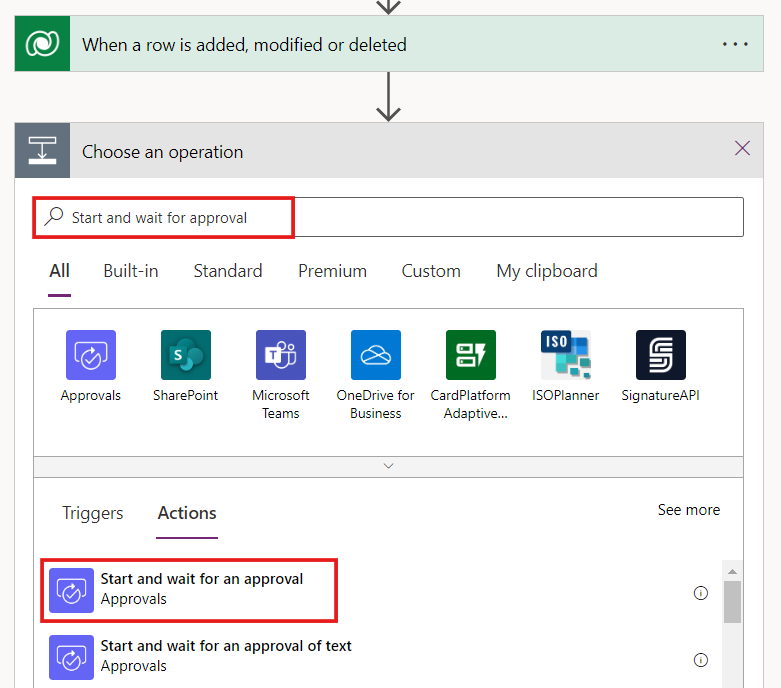 When a row is added, modified or deleted
Choose an operation
Start and wait for approval
All Built-in Standard Premium Custom My clipboard
S T ISO S
Approvals SharePoint Microsoft Teams OneDrive for Business CardPlatform Adaptive... ISOPlanner SignatureAPI
Triggers Actions See more
Start and wait for an approval
Approvals
Start and wait for an approval of text
Approvals